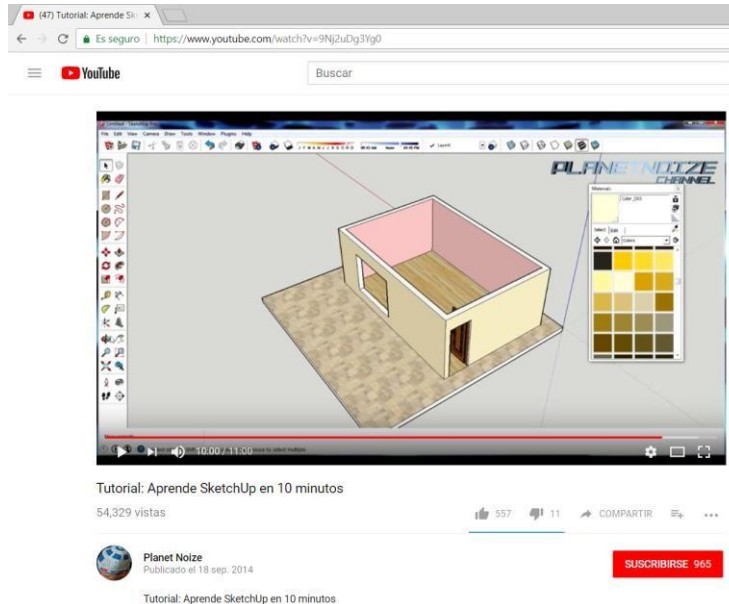 (47) Tutorial: Aprende Sk
Es seguro | https://www.youtube.com/watch?v=9Nj2uDg3Yg0
YouTube
Buscar
File Edit View Camera Draw Tools Window Plugins Help
PLANETNOIZE
CHANNEL
Materials
Color_D03
Select Edit
Colors
10:00 / 11:00
Tutorial: Aprende SketchUp en 10 minutos
54,329 vistas
557 11 COMPARTIR
Planet Noize
Publicado el 18 sep. 2014
SUSCRIBIRSE 965
Tutorial: Aprende SketchUp en 10 minutos